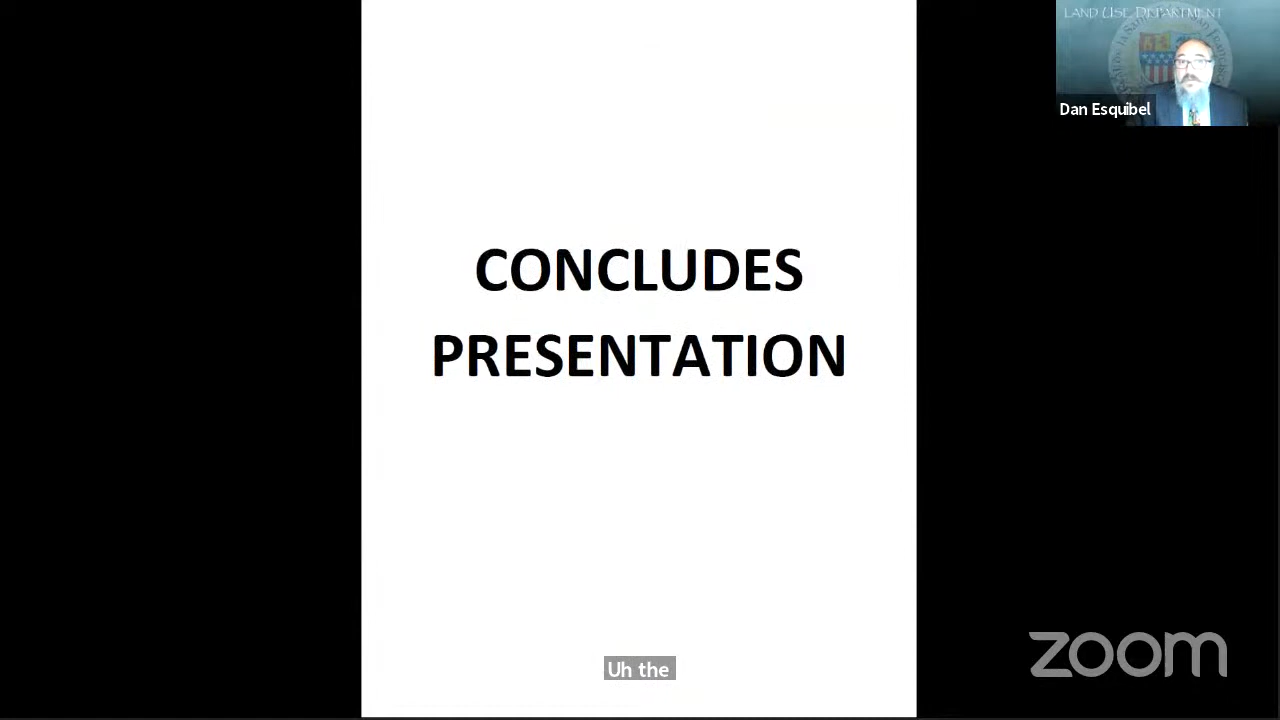 LAND USE DEPARTMENT
Dan Esquibel
CONCLUDES
PRESENTATION
Uh the
zoom